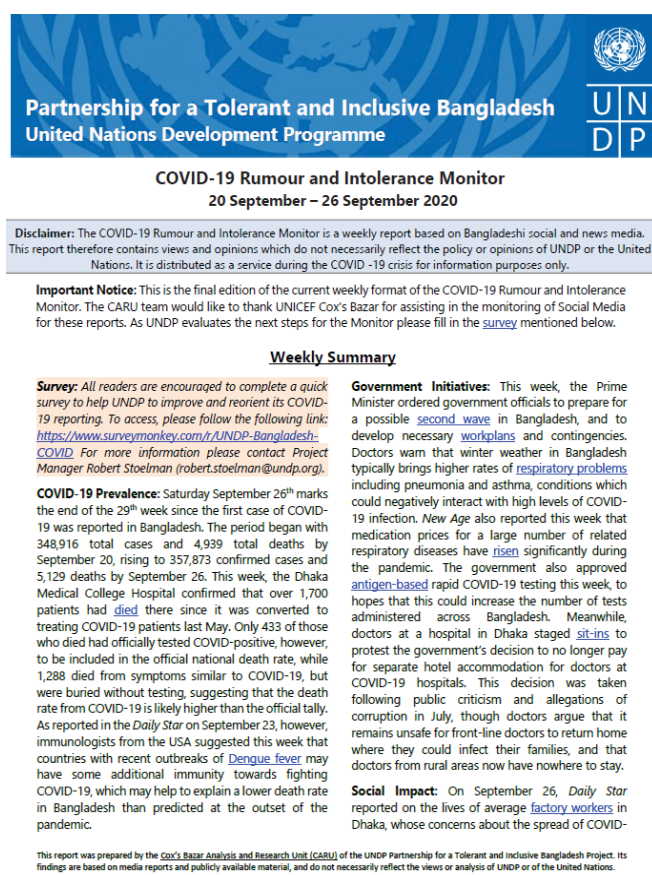 Partnership for a Tolerant and Inclusive Bangladesh
United Nations Development Programme
U N
D P
COVID-19 Rumour and Intolerance Monitor
20 September – 26 September 2020
Disclaimer: The COVID-19 Rumour and Intolerance Monitor is a weekly report based on Bangladeshi social and news media.
This report therefore contains views and opinions which do not necessarily reflect the policy or opinions of UNDP or the United
Nations. It is distributed as a service during the COVID -19 crisis for information purposes only.
Important Notice: This is the final edition of the current weekly format of the COVID-19 Rumour and Intolerance
Monitor. The CARU team would like to thank UNICEF Cox's Bazar for assisting in the monitoring of Social Media
for these reports. As UNDP evaluates the next steps for the Monitor please fill in the survey mentioned below.
Weekly Summary
Survey: All readers are encouraged to complete a quick
survey to help UNDP to improve and reorient its COVID-
19 reporting. To access, please follow the following link:
https://www.surveymonkey.com/r/UNDP-Bangladesh-
COVID For more information please contact Project
Manager Robert Stoelman (robert.stoelman@undp.org).
COVID-19 Prevalence: Saturday September 26th marks
the end of the 29th week since the first case of COVID-
19 was reported in Bangladesh. The period began with
348,916 total cases and 4,939 total deaths by
September 20, rising to 357,873 confirmed cases and
5,129 deaths by September 26. This week, the Dhaka
Medical College Hospital confirmed that over 1,700
patients had died there since it was converted to
treating COVID-19 patients last May. Only 433 of those
who died had officially tested COVID-positive, however,
to be included in the official national death rate, while
1,288 died from symptoms similar to COVID-19, but
were buried without testing, suggesting that the death
rate from COVID-19 is likely higher than the official tally.
As reported in the Daily Star on September 23, however,
immunologists from the USA suggested this week that
countries with recent outbreaks of Dengue fever may
have some additional immunity towards fighting
COVID-19, which may help to explain a lower death rate
in Bangladesh than predicted at the outset of the
pandemic.
Government Initiatives: This week, the Prime
Minister ordered government officials to prepare for
a possible second wave in Bangladesh, and to
develop necessary workplans and contingencies.
Doctors warn that winter weather in Bangladesh
typically brings higher rates of respiratory problems
including pneumonia and asthma, conditions which
could negatively interact with high levels of COVID-
19 infection. New Age also reported this week that
medication prices for a large number of related
respiratory diseases have risen significantly during
the pandemic. The government also approved
antigen-based rapid COVID-19 testing this week, to
hopes that this could increase the number of tests
administered across Bangladesh. Meanwhile,
doctors at a hospital in Dhaka staged sit-ins to
protest the government's decision to no longer pay
for separate hotel accommodation for doctors at
COVID-19 hospitals. This decision was taken
following public criticism and allegations of
corruption in July, though doctors argue that it
remains unsafe for front-line doctors to return home
where they could infect their families, and that
doctors from rural areas now have nowhere to stay.
Social Impact: On September 26, Daily Star
reported on the lives of average factory workers in
Dhaka, whose concerns about the spread of COVID-
This report was prepared by the Cox's Bazar Analysis and Research Unit (CARU) of the UNDP Partnership for a Tolerant and Inclusive Bangladesh Project. Its
findings are based on media reports and publicly available material, and do not necessarily reflect the views or analysis of UNDP or of the United Nations.